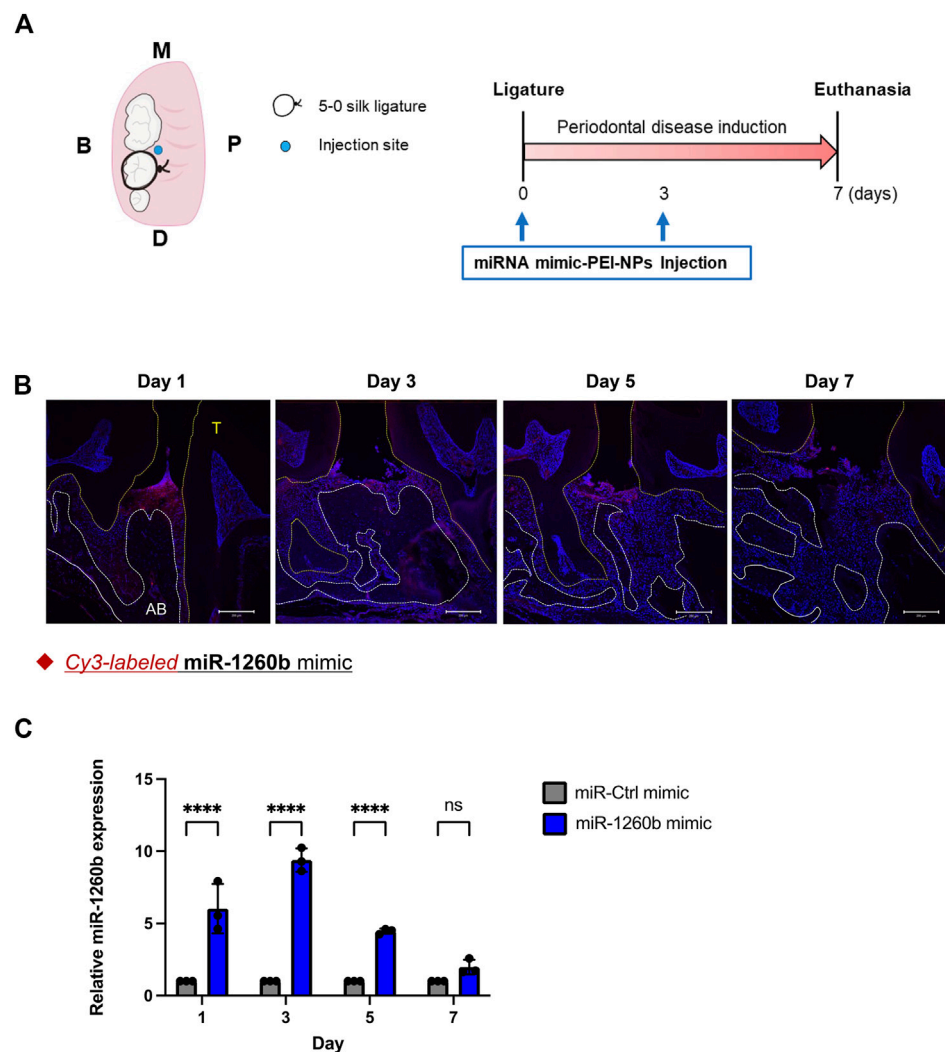 A
M
B
P
D
5-0 silk ligature
Injection site
Ligature
Euthanasia
Periodontal disease induction
0
3
7 (days)
miRNA mimic-PEI-NPs Injection
B
Day 1
Day 3
Day 5
Day 7
T
AB
Cy3-labeled miR-1260b mimic
C
Relative miR-1260b expression
15
10
5
0
****
****
****
ns
1
3
5
7
Day
miR-Ctrl mimic
miR-1260b mimic